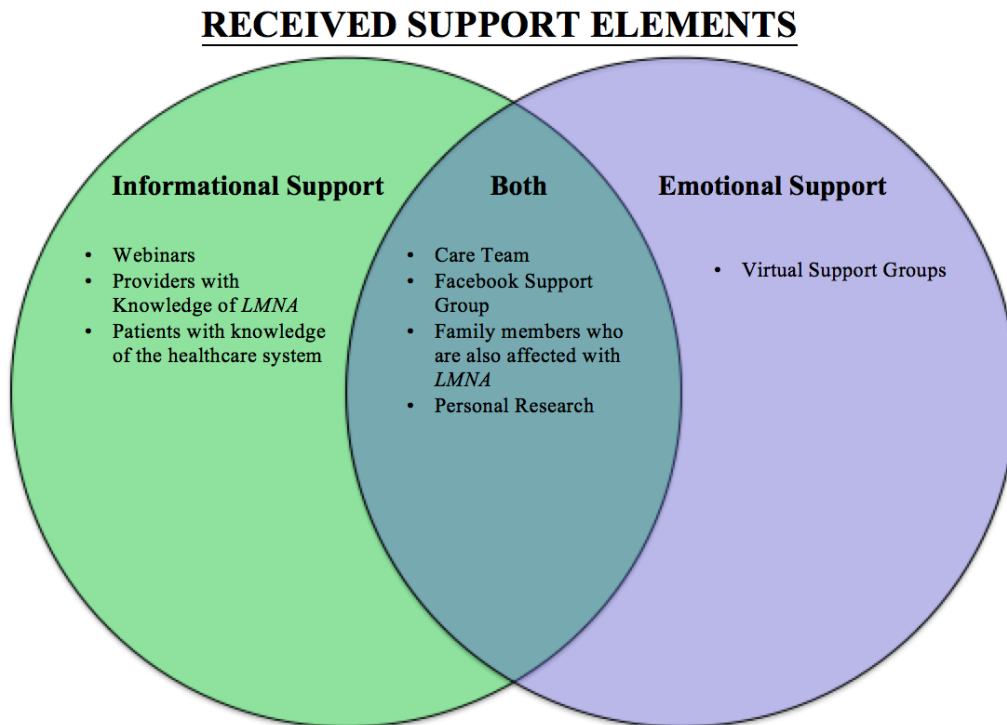 RECEIVED SUPPORT ELEMENTS
Informational Support
• Webinars
• Providers with
Knowledge of LMNA
• Patients with knowledge
of the healthcare system
Both
• Care Team
• Facebook Support
Group
• Family members who
are also affected with
LMNA
• Personal Research
Emotional Support
• Virtual Support Groups